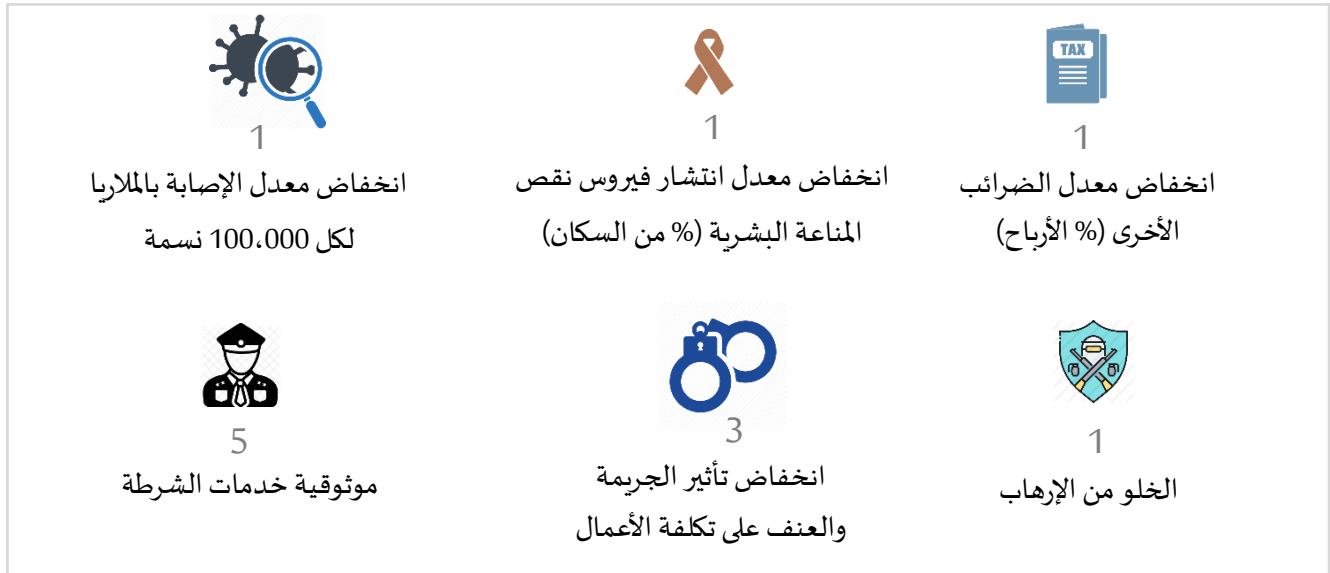 TAX
1
انخفاض معدل الضرائب
الأخرى (% الأرباح)
1
انخفاض معدل انتشار فيروس نقص
المناعة البشرية (% من السكان)
1
انخفاض معدل الإصابة بالملاريا
لكل 100،000 نسمة
1
الخلو من الإرهاب
3
انخفاض تأثير الجريمة
والعنف على تكلفة الأعمال
5
موثوقية خدمات الشرطة